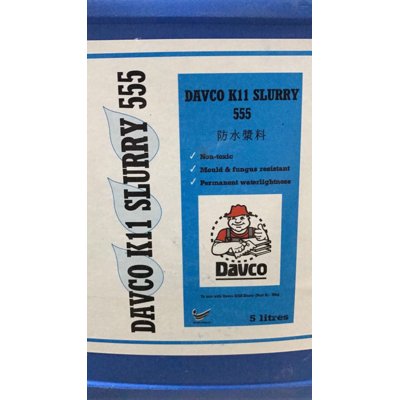 DAVCO K11 SLURRY 555
DAVCO K11 SLURRY
555
防水漿料
Non-toxic
Mould & fungus resistant
Permanent waterlightness
Davco
5 litres